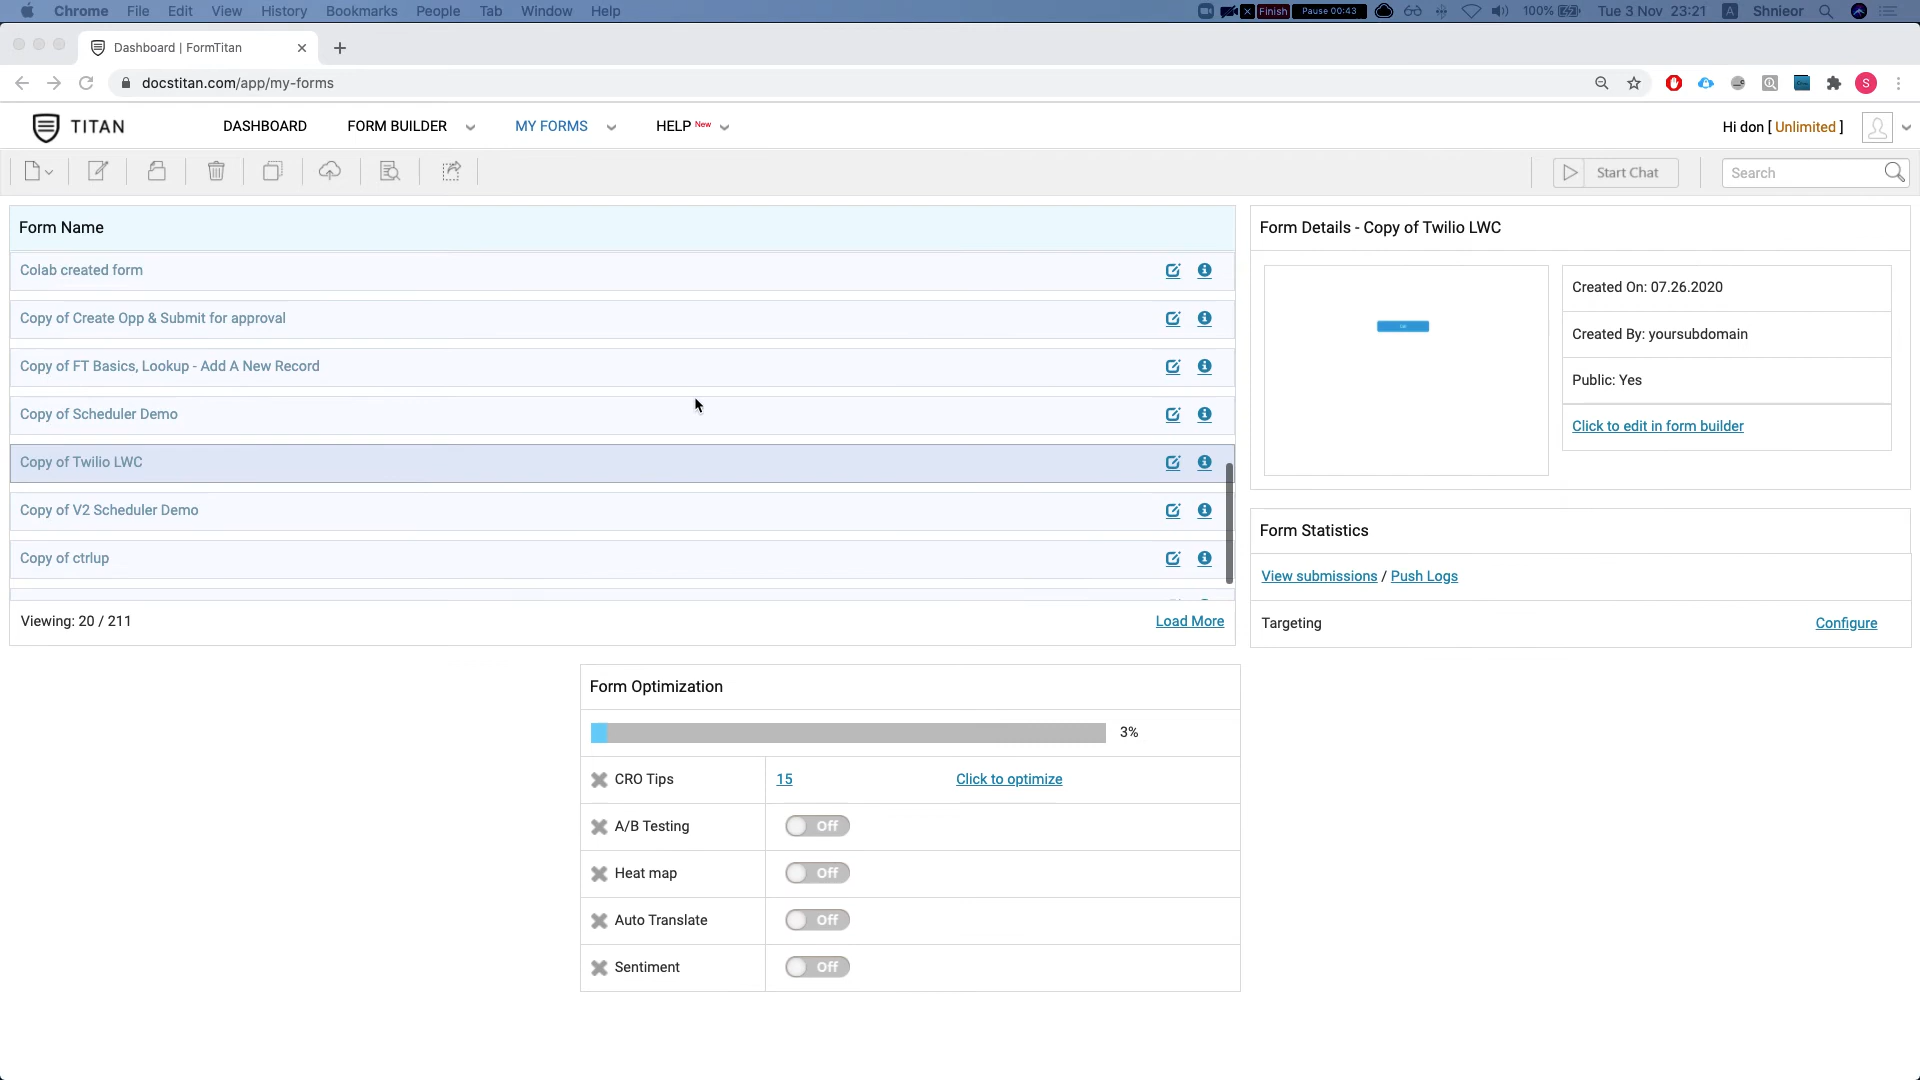 Chrome File Edit View History Bookmarks People Tab Window Help Finish Pause 00:43 100% Tue 3 Nov 23:21 A Shnieor
Dashboard | FormTitan
docstitan.com/app/my-forms S
TITAN DASHBOARD FORM BUILDER MY FORMS HELP New Hi don [ Unlimited ]
Start Chat Search
Form Name
Colab created form
Copy of Create Opp & Submit for approval
Copy of FT Basics, Lookup - Add A New Record
Copy of Scheduler Demo
Copy of Twilio LWC
Copy of V2 Scheduler Demo
Copy of ctrlup
Viewing: 20 / 211 Load More
Form Details - Copy of Twilio LWC
Created On: 07.26.2020
Created By: yoursubdomain
Public: Yes
Click to edit in form builder
Form Statistics
View submissions / Push Logs
Targeting Configure
Form Optimization
3%
CRO Tips 15 Click to optimize
A/B Testing Off
Heat map Off
Auto Translate Off
Sentiment Off